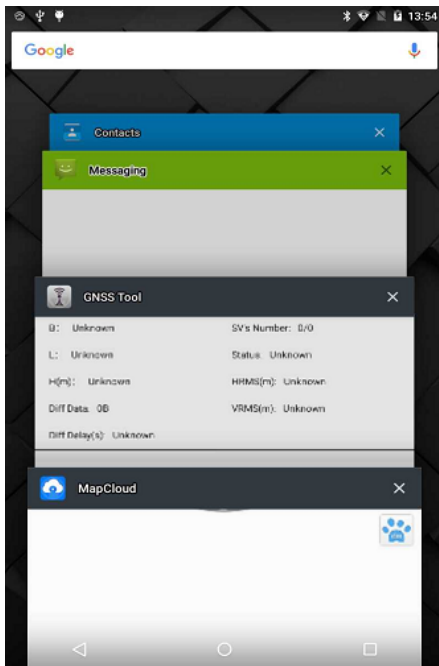 13:54
Google
Contacts
Messaging
GNSS Tool
B: Unknown SV's Number: 0/0
L: Unknown Status: Unknown
H(m): Unknown HRMS(m): Unknown
Diff Data: 0B VRMS(m): Unknown
Diff Delay(s): Unknown
MapCloud